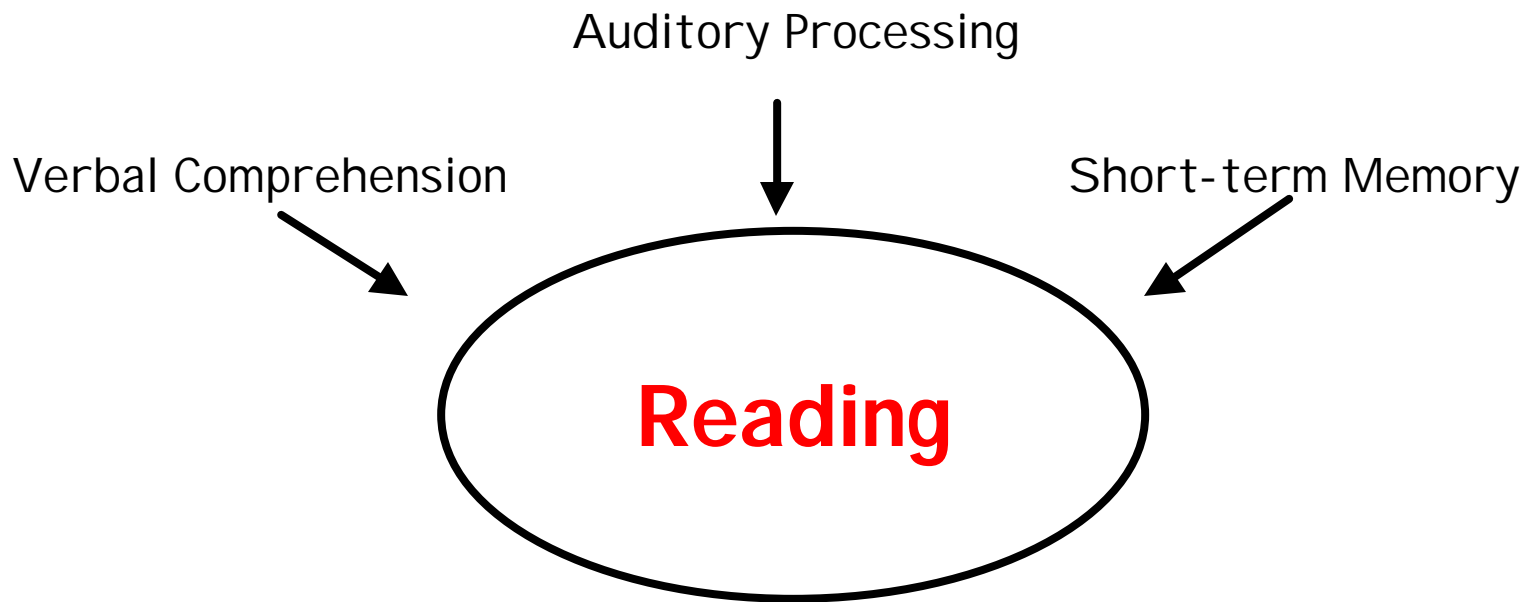 Auditory Processing
Verbal Comprehension
Short-term Memory
Reading